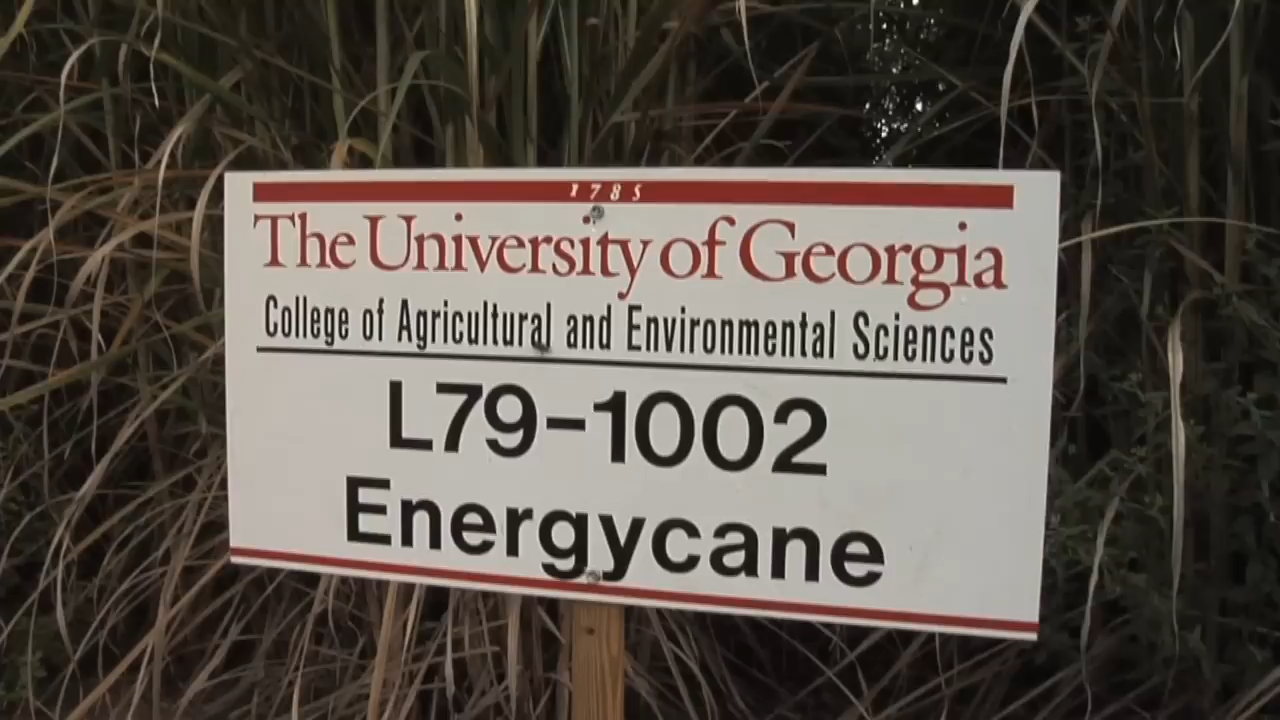 1785
The University of Georgia
College of Agricultural and Environmental Sciences
L79-1002
Energycane